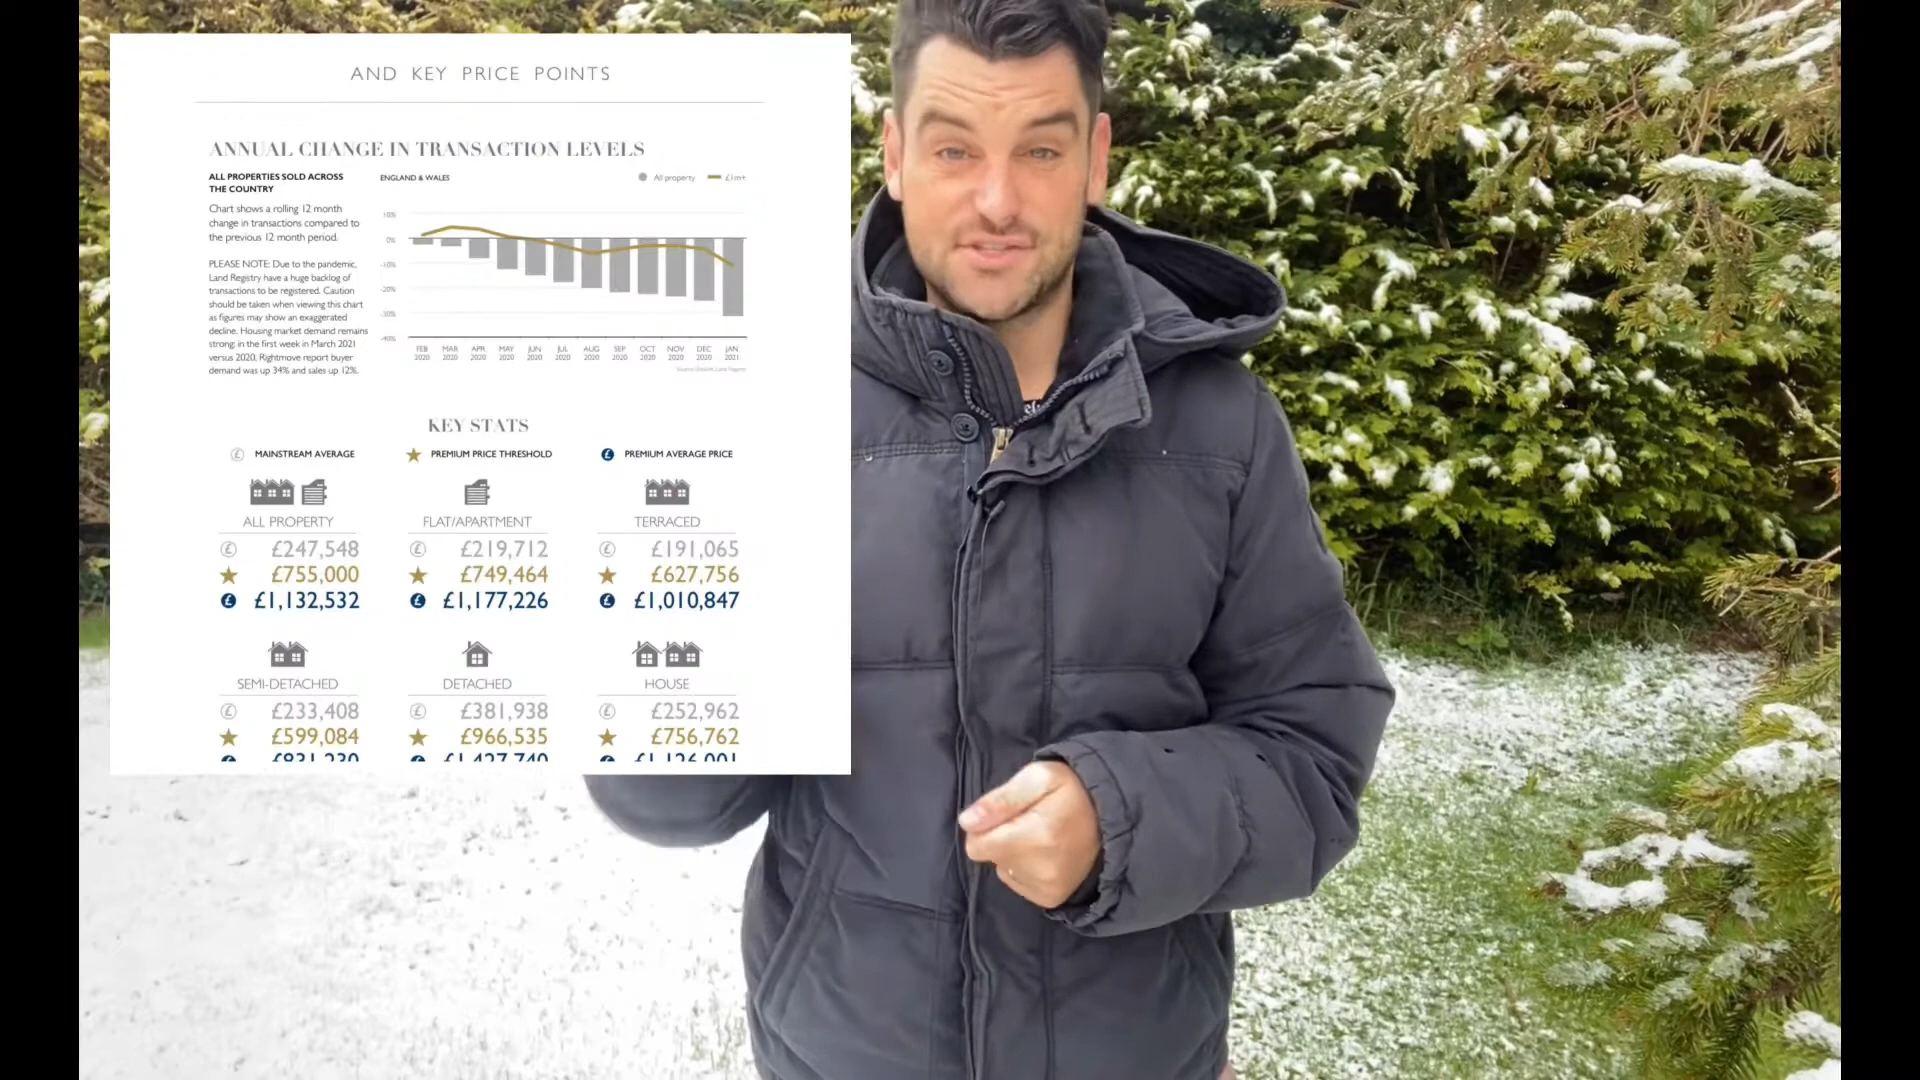 AND KEY PRICE POINTS
ANNUAL CHANGE IN TRANSACTION LEVELS
ALL PROPERTIES SOLD ACROSS
THE COUNTRY
Chart shows a rolling 12 month
change in transactions compared to
the previous 12 month period.
PLEASE NOTE: Due to the pandemic,
Land Registry have a huge backlog of
transactions to be registered. Caution
should be taken when viewing this chart
as figures may show an exaggerated
decline. Housing market demand remains
strong; in the first week in March 2021
versus 2020, Rightmove report buyer
demand was up 34% and sales up 12%.
ENGLAND & WALES
All property
£1m+
10%
0%
-10%
-20%
-30%
-40%
FEB 2020
MAR 2020
APR 2020
MAY 2020
JUN 2020
JUL 2020
AUG 2020
SEP 2020
OCT 2020
NOV 2020
DEC 2020
JAN 2021
KEY STATS
£ MAINSTREAM AVERAGE
PREMIUM PRICE THRESHOLD
£ PREMIUM AVERAGE PRICE
ALL PROPERTY FLAT/APARTMENT TERRACED
£ £247,548 £ £219,712 £ £191,065
£755,000 £749,464 £627,756
£ £1,132,532 £ £1,177,226 £ £1,010,847
SEMI-DETACHED DETACHED HOUSE
£ £233,408 £ £381,938 £ £252,962
£599,084 £966,535 £756,762